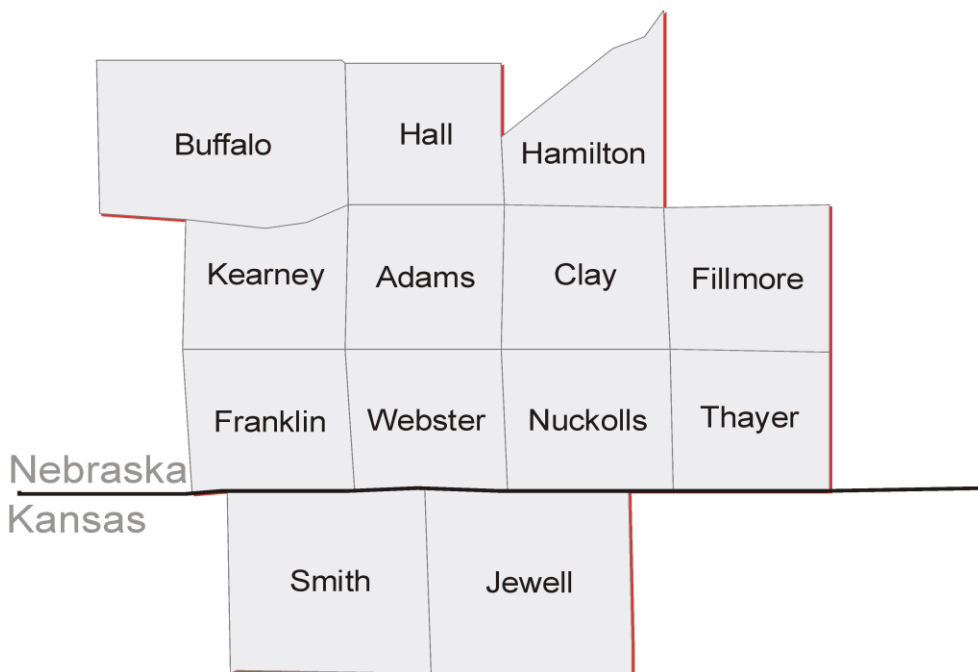 Buffalo
Hall
Hamilton
Kearney
Adams
Clay
Fillmore
Franklin
Webster
Nuckolls
Thayer
Nebraska
Kansas
Smith
Jewell